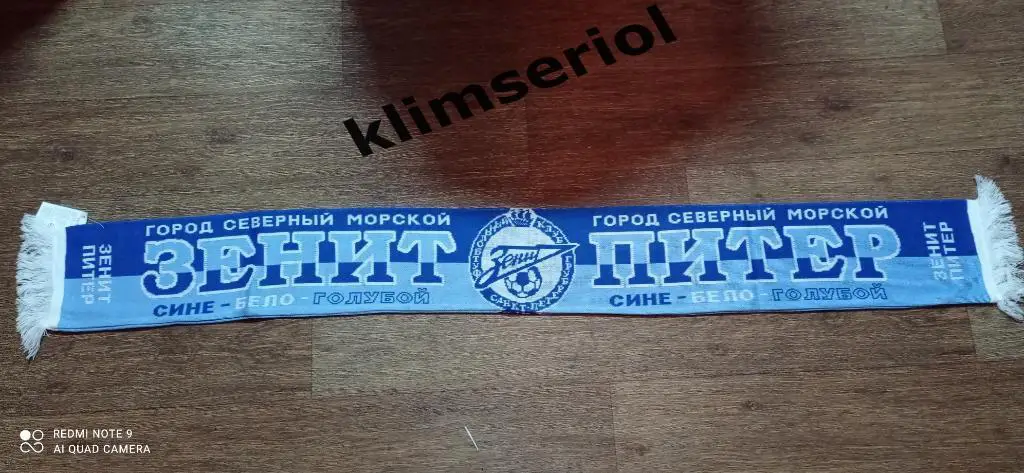 klimseriol
ГОРОД СЕВЕРНЫЙ МОРСКОЙ
ЗЕНИТ
СИНЕ - БЕЛО - ГОЛУБОЙ
ЗЕНИТ
ПИТЕР
Зенит
ГОРОД СЕВЕРНЫЙ МОРСКОЙ
ПИТЕР
СИНЕ - БЕЛО - ГОЛУБОЙ
ЗЕНИТ
ПИТЕР
REDMI NOTE 9
AI QUAD CAMERA